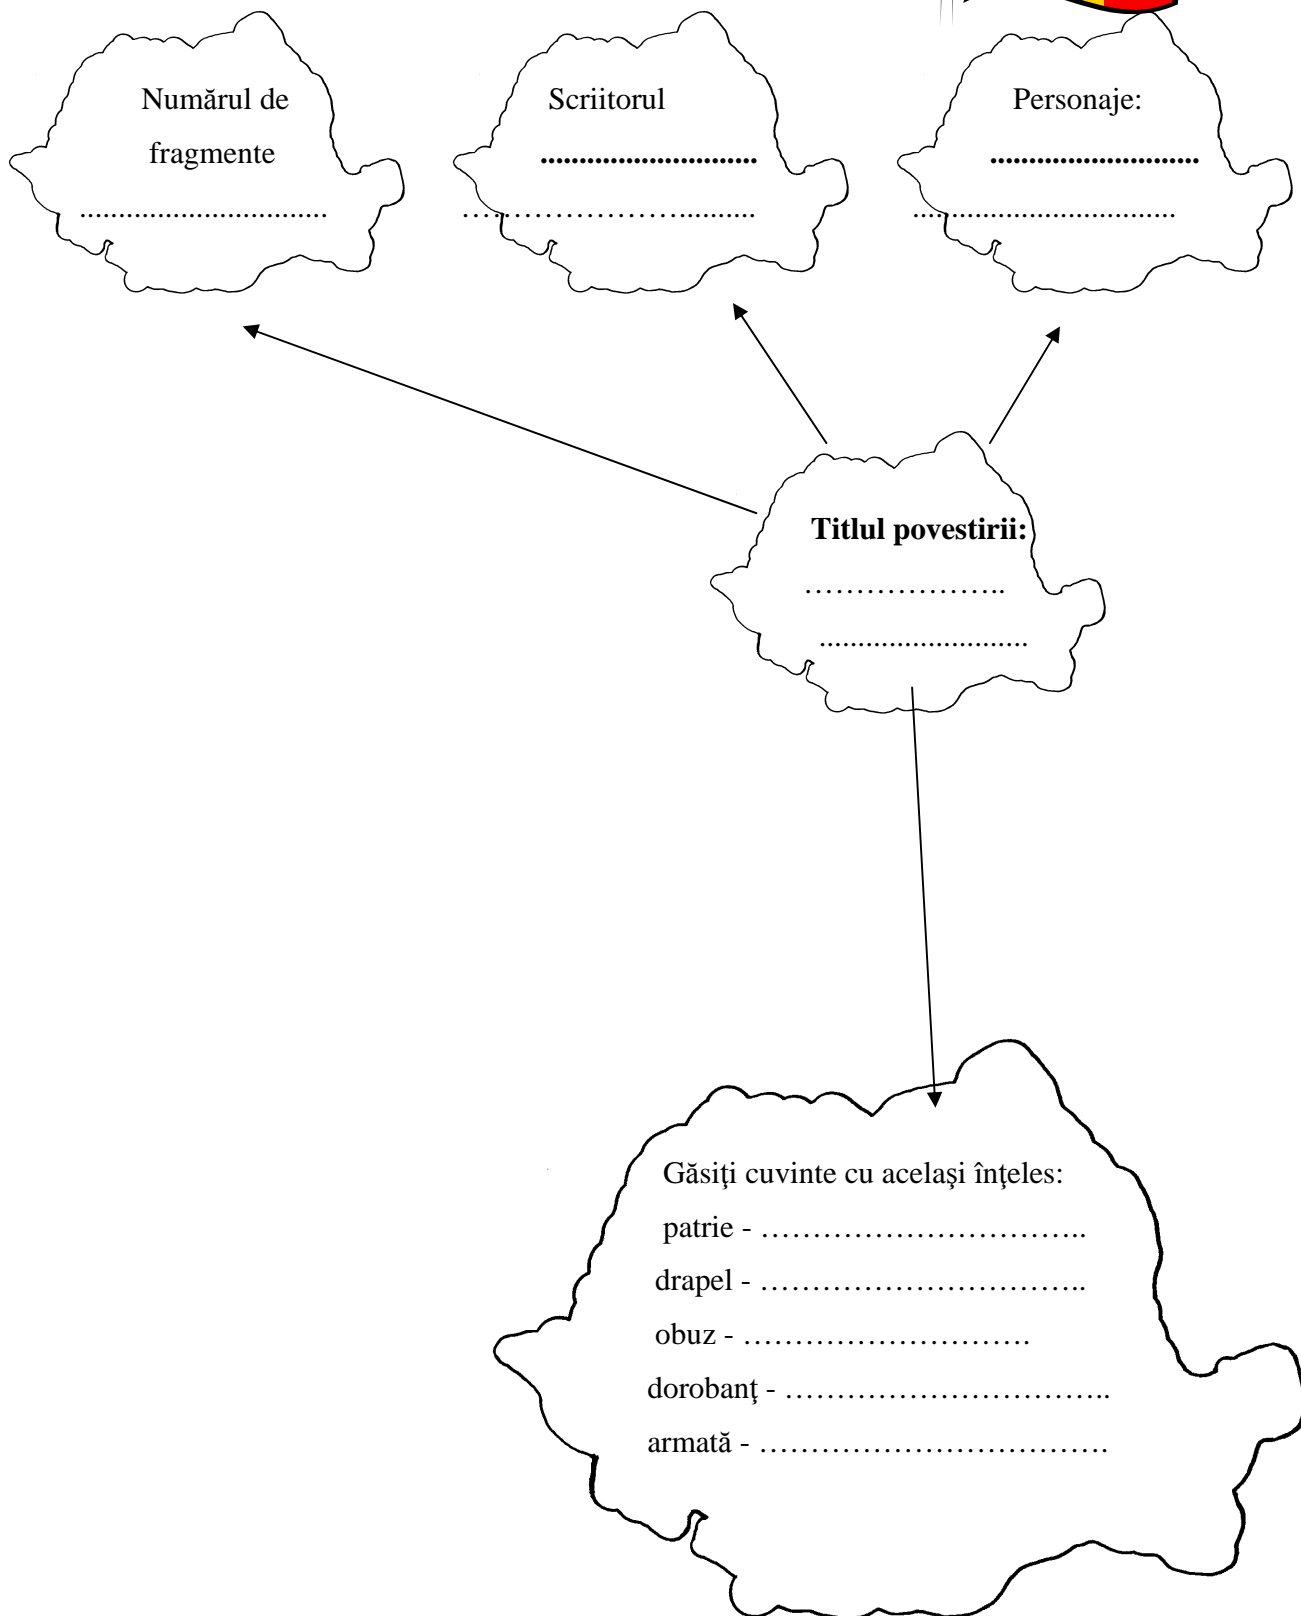 Numărul de
fragmente
................................
Scriitorul
............................
…………………..........
Personaje:
...........................
..................................
Titlul povestirii:
…………………..
...........................
Găsiţi cuvinte cu acelaşi înţeles:
patrie - …………………………..
drapel - …………………………..
obuz - ……………………….
dorobanţ - …………………………..
armată - …………………………….